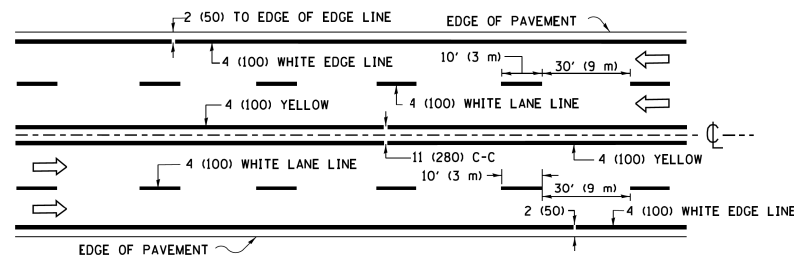 2 (50) TO EDGE OF EDGE LINE
EDGE OF PAVEMENT
4 (100) WHITE EDGE LINE
10' (3 m)
30' (9 m)
4 (100) YELLOW
4 (100) WHITE LANE LINE
℄
4 (100) WHITE LANE LINE
11 (280) C-C
4 (100) YELLOW
10' (3 m)
30' (9 m)
2 (50)
4 (100) WHITE EDGE LINE
EDGE OF PAVEMENT